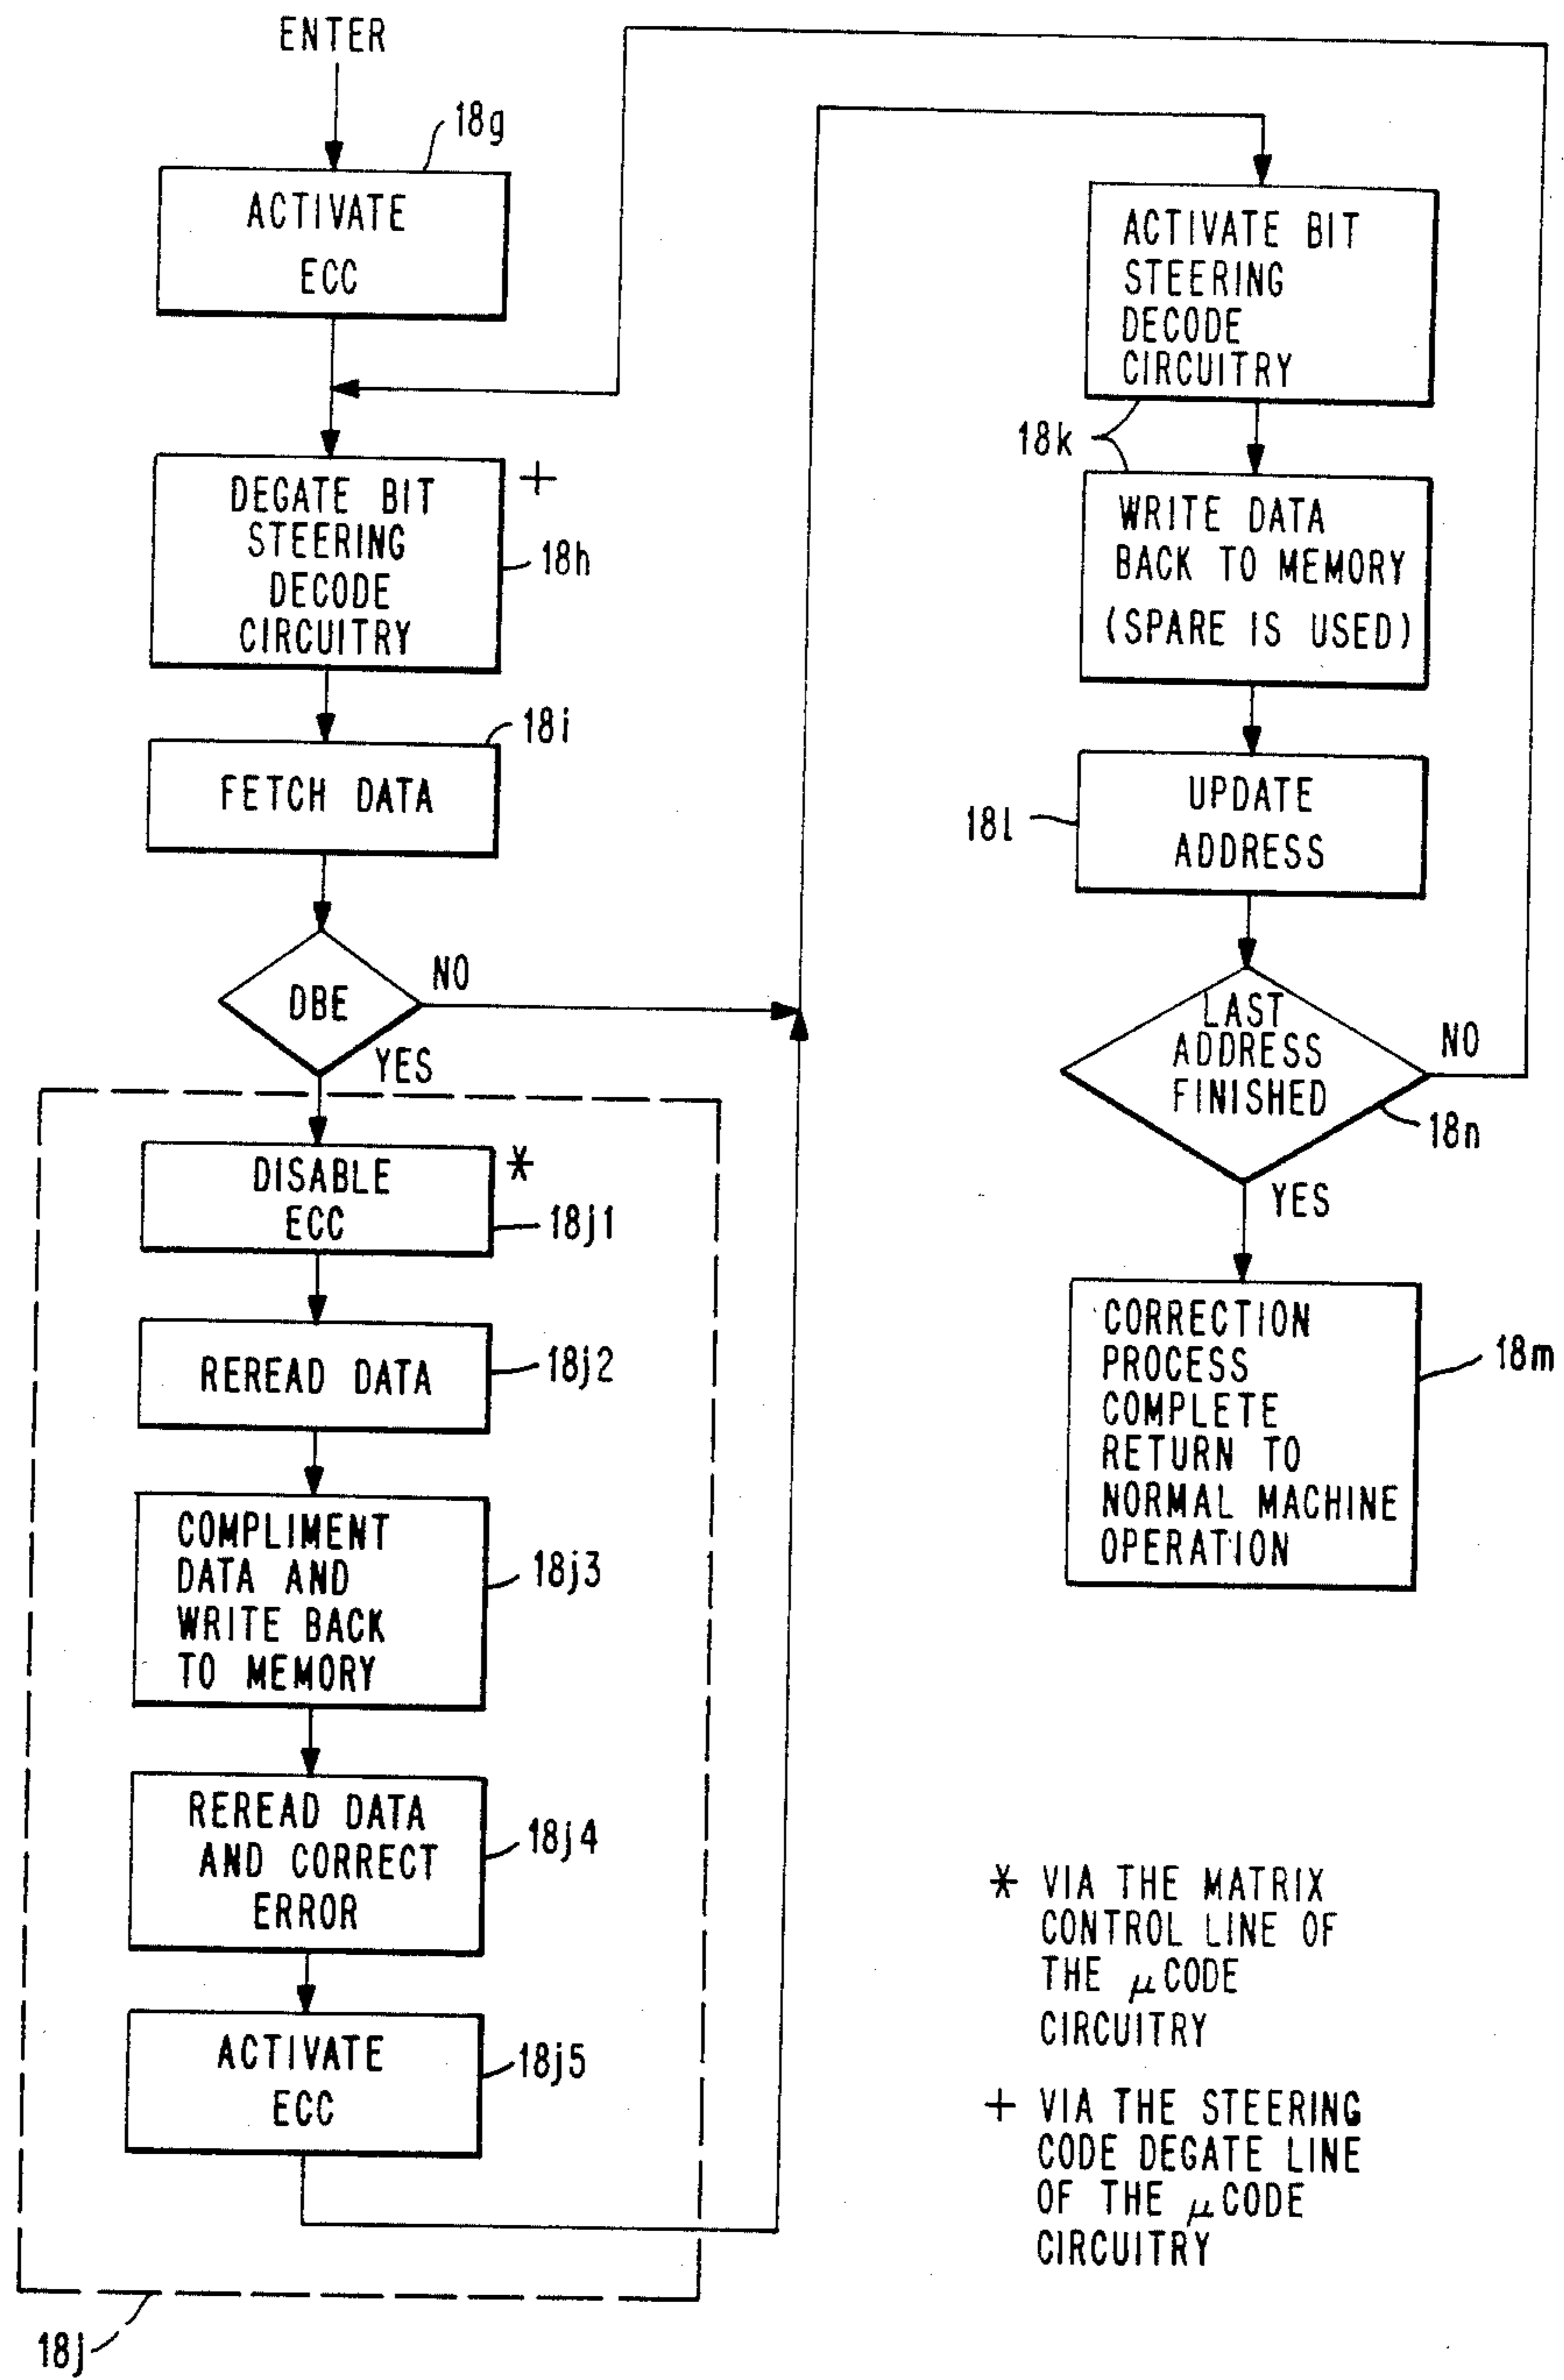 ENTER
18g
ACTIVATE
ECC
DEGATE BIT
STEERING
DECODE
CIRCUITRY
+
18h
18i
FETCH DATA
DBE
NO
YES
DISABLE
ECC
*
18j1
REREAD DATA
18j2
COMPLIMENT
DATA AND
WRITE BACK
TO MEMORY
18j3
REREAD DATA
AND CORRECT
ERROR
18j4
ACTIVATE
ECC
18j5
18j
ACTIVATE BIT
STEERING
DECODE
CIRCUITRY
18k
WRITE DATA
BACK TO MEMORY
(SPARE IS USED)
UPDATE
ADDRESS
18l
LAST
ADDRESS
FINISHED
NO
18n
YES
CORRECTION
PROCESS
COMPLETE
RETURN TO
NORMAL MACHINE
OPERATION
18m
* VIA THE MATRIX
CONTROL LINE OF
THE μCODE
CIRCUITRY
+ VIA THE STEERING
CODE DEGATE LINE
OF THE μCODE
CIRCUITRY